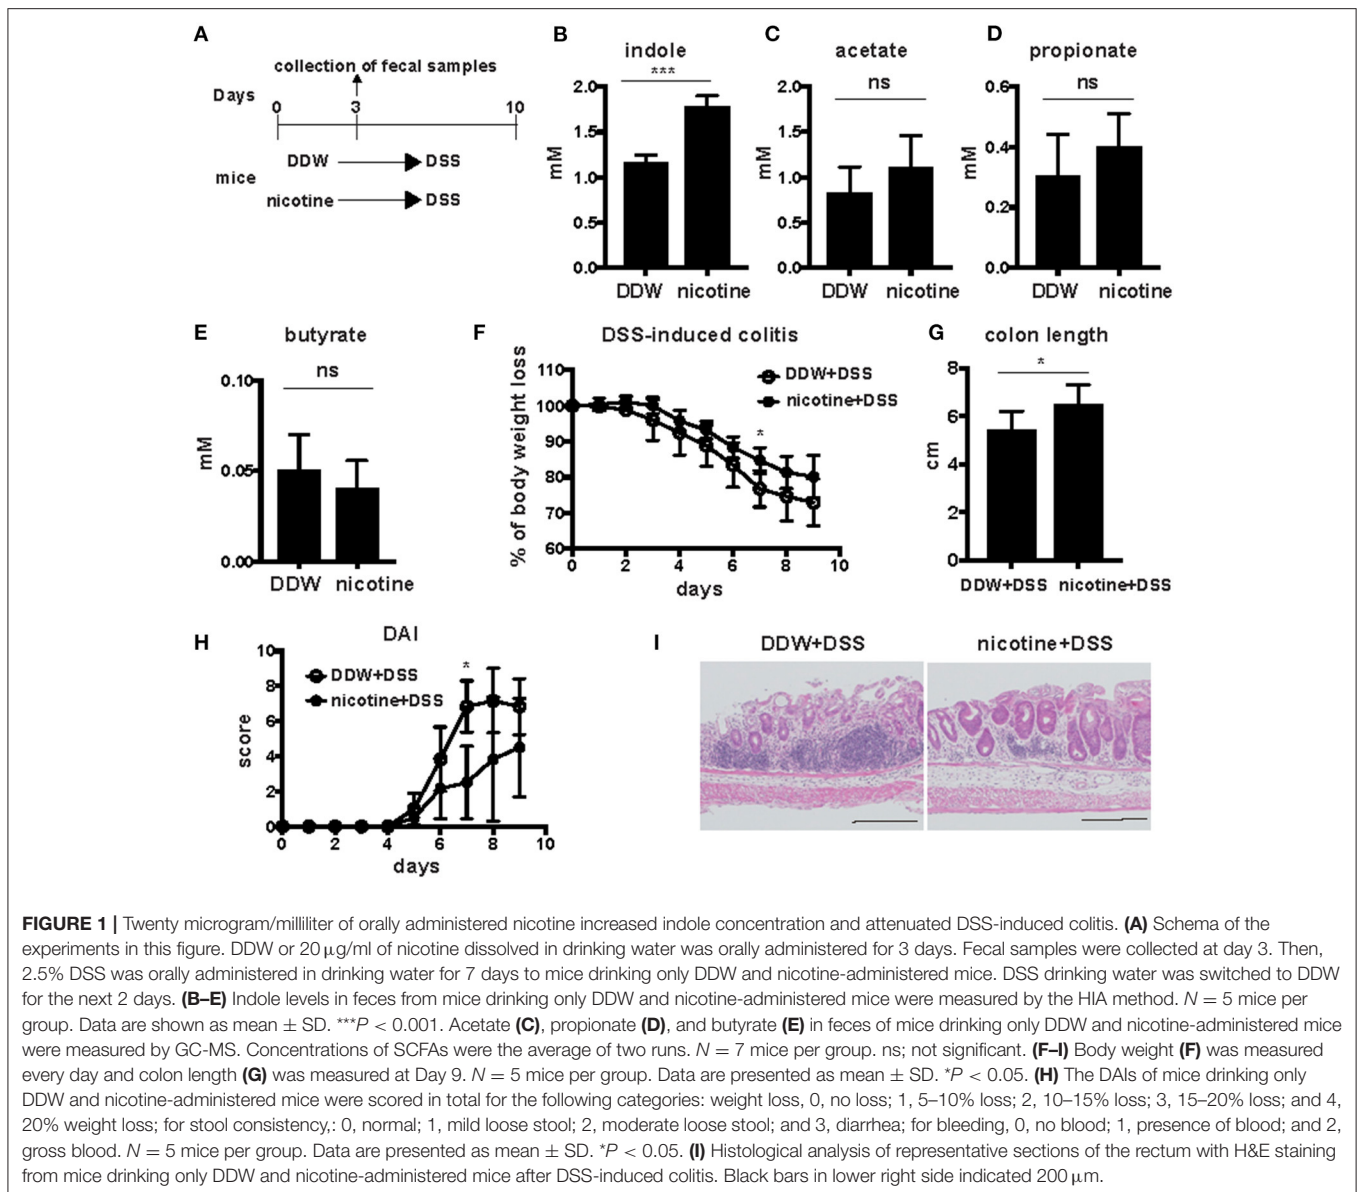 A
collection of fecal samples
Days
0 3 10
mice
DDW DSS
nicotine DSS
B
indole
***
mM
2.0
1.5
1.0
0.5
0.0
DDW nicotine
C
acetate
ns
mM
2.0
1.5
1.0
0.5
0.0
DDW nicotine
D
propionate
ns
mM
0.6
0.4
0.2
0.0
DDW nicotine
E
butyrate
ns
mM
0.10
0.05
0.00
DDW nicotine
F
DSS-induced colitis
DDW+DSS
nicotine+DSS
*
% of body weight loss
110
100
90
80
70
60
0 2 4 6 8 10
days
G
colon length
*
cm
8
6
4
2
0
DDW+DSS nicotine+DSS
H
DAI
DDW+DSS
nicotine+DSS
*
score
10
8
6
4
2
0
0 2 4 6 8 10
days
I
DDW+DSS nicotine+DSS
FIGURE 1 | Twenty microgram/milliliter of orally administered nicotine increased indole concentration and attenuated DSS-induced colitis. (A) Schema of the
experiments in this figure. DDW or 20 μg/ml of nicotine dissolved in drinking water was orally administered for 3 days. Fecal samples were collected at day 3. Then,
2.5% DSS was orally administered in drinking water for 7 days to mice drinking only DDW and nicotine-administered mice. DSS drinking water was switched to DDW
for the next 2 days. (B–E) Indole levels in feces from mice drinking only DDW and nicotine-administered mice were measured by the HIA method. N = 5 mice per
group. Data are shown as mean ± SD. ***P < 0.001. Acetate (C), propionate (D), and butyrate (E) in feces of mice drinking only DDW and nicotine-administered mice
were measured by GC-MS. Concentrations of SCFAs were the average of two runs. N = 7 mice per group. ns; not significant. (F–I) Body weight (F) was measured
every day and colon length (G) was measured at Day 9. N = 5 mice per group. Data are presented as mean ± SD. *P < 0.05. (H) The DAIs of mice drinking only
DDW and nicotine-administered mice were scored in total for the following categories: weight loss, 0, no loss; 1, 5–10% loss; 2, 10–15% loss; 3, 15–20% loss; and 4,
20% weight loss; for stool consistency,: 0, normal; 1, mild loose stool; 2, moderate loose stool; and 3, diarrhea; for bleeding, 0, no blood; 1, presence of blood; and 2,
gross blood. N = 5 mice per group. Data are presented as mean ± SD. *P < 0.05. (I) Histological analysis of representative sections of the rectum with H&E staining
from mice drinking only DDW and nicotine-administered mice after DSS-induced colitis. Black bars in lower right side indicated 200 μm.